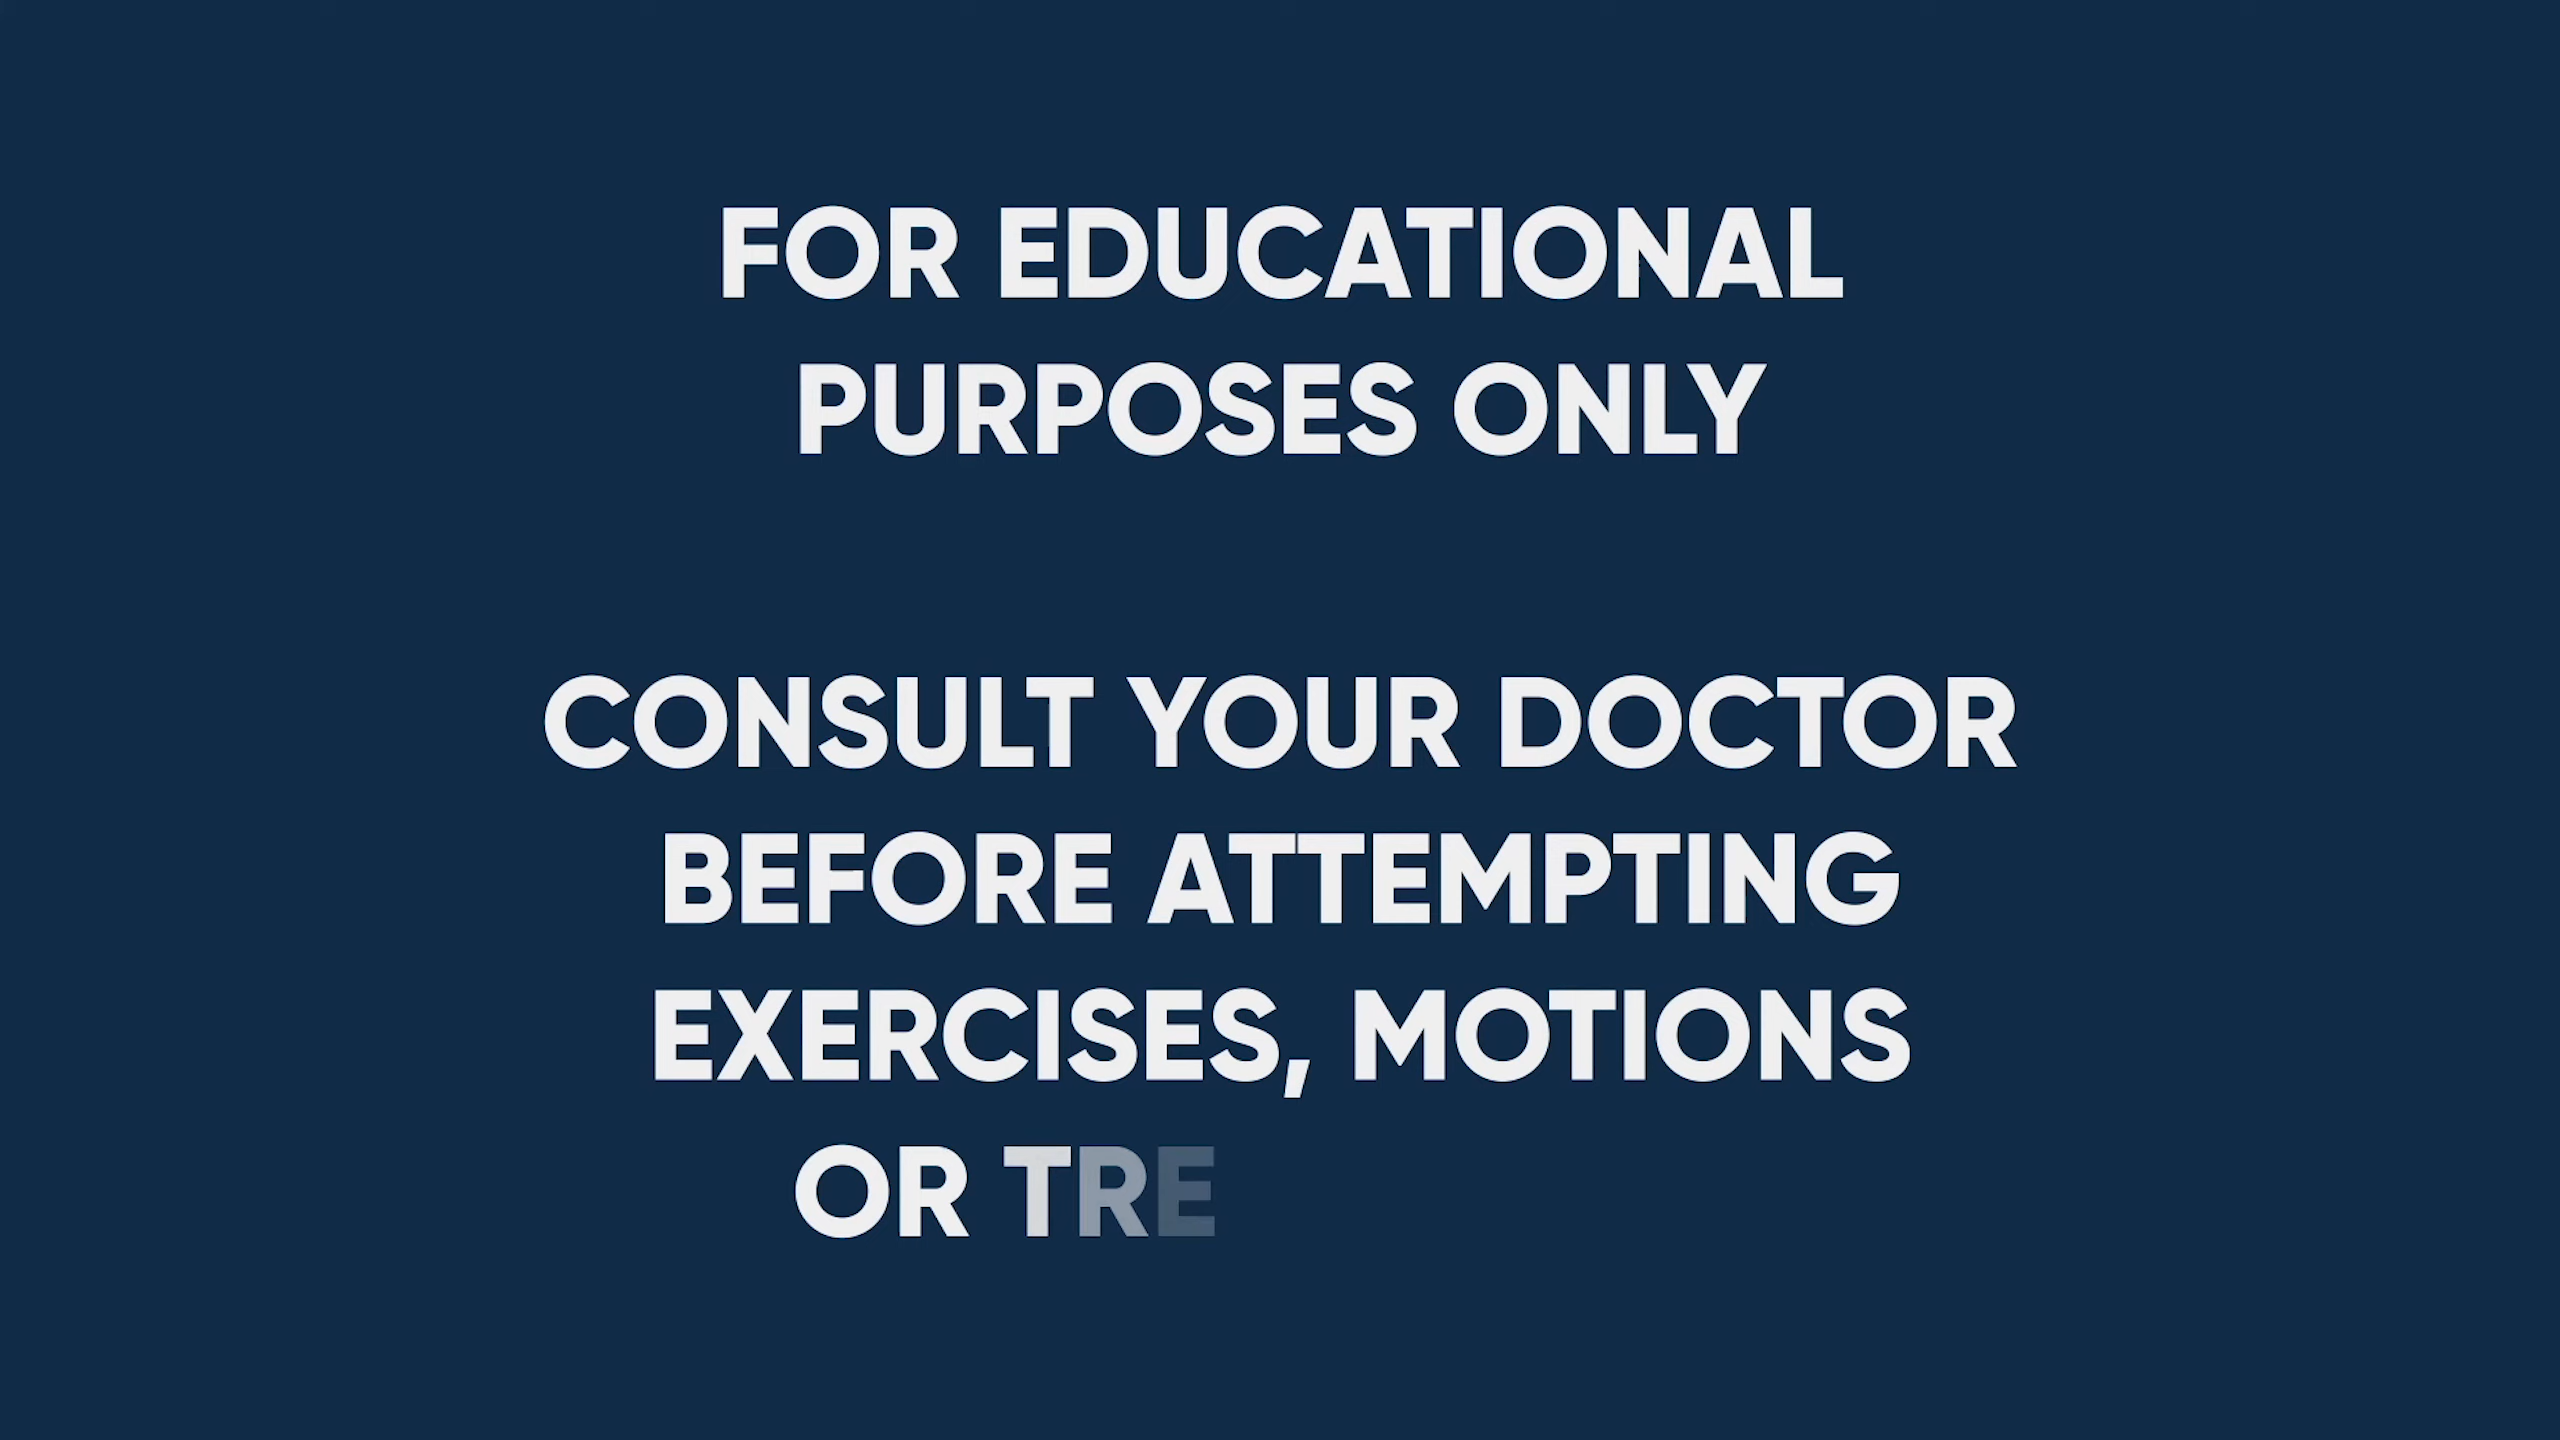 FOR EDUCATIONAL
PURPOSES ONLY
CONSULT YOUR DOCTOR
BEFORE ATTEMPTING
EXERCISES, MOTIONS
OR TRE